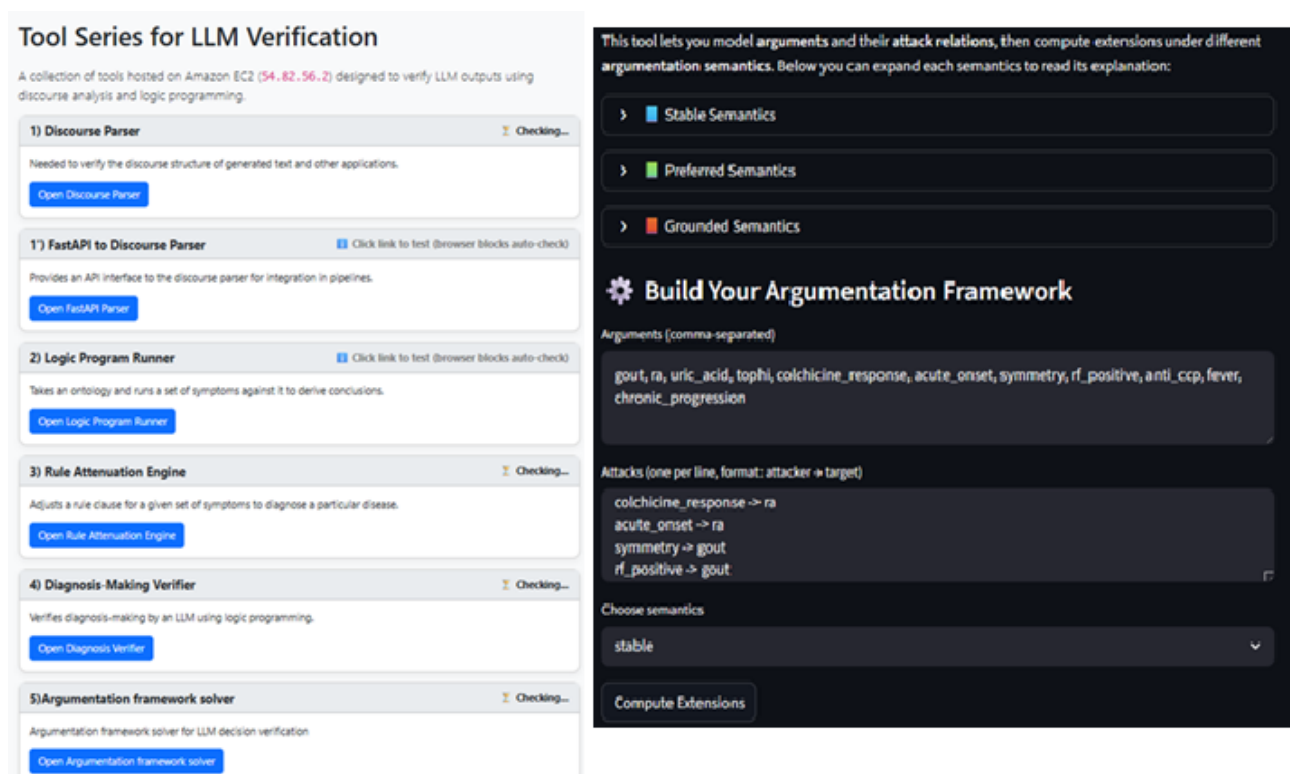 Tool Series for LLM Verification
A collection of tools hosted on Amazon EC2 (54.82.56.2) designed to verify LLM outputs using
discourse analysis and logic programming.
1) Discourse Parser
⏳ Checking...
Needed to verify the discourse structure of generated text and other applications.
Open Discourse Parser
1') FastAPI to Discourse Parser
ℹ️ Click link to test (browser blocks auto-check)
Provides an API interface to the discourse parser for integration in pipelines.
Open FastAPI Parser
2) Logic Program Runner
ℹ️ Click link to test (browser blocks auto-check)
Takes an ontology and runs a set of symptoms against it to derive conclusions.
Open Logic Program Runner
3) Rule Attenuation Engine
⏳ Checking...
Adjusts a rule clause for a given set of symptoms to diagnose a particular disease.
Open Rule Attenuation Engine
4) Diagnosis-Making Verifier
⏳ Checking...
Verifies diagnosis-making by an LLM using logic programming.
Open Diagnosis Verifier
5)Argumentation framework solver
⏳ Checking...
Argumentation framework solver for LLM decision verification
Open Argumentation framework solver
This tool lets you model arguments and their attack relations, then compute extensions under different
argumentation semantics. Below you can expand each semantics to read its explanation:
Stable Semantics
Preferred Semantics
Grounded Semantics
Build Your Argumentation Framework
Arguments (comma-separated)
gout, ra, uric_acid, tophi, colchicine_response, acute_onset, symmetry, rf_positive, anti_ccp, fever,
chronic_progression
Attacks (one per line, format: attacker → target)
colchicine_response -> ra
acute_onset -> ra
symmetry -> gout
rf_positive -> gout
Choose semantics
stable
Compute Extensions